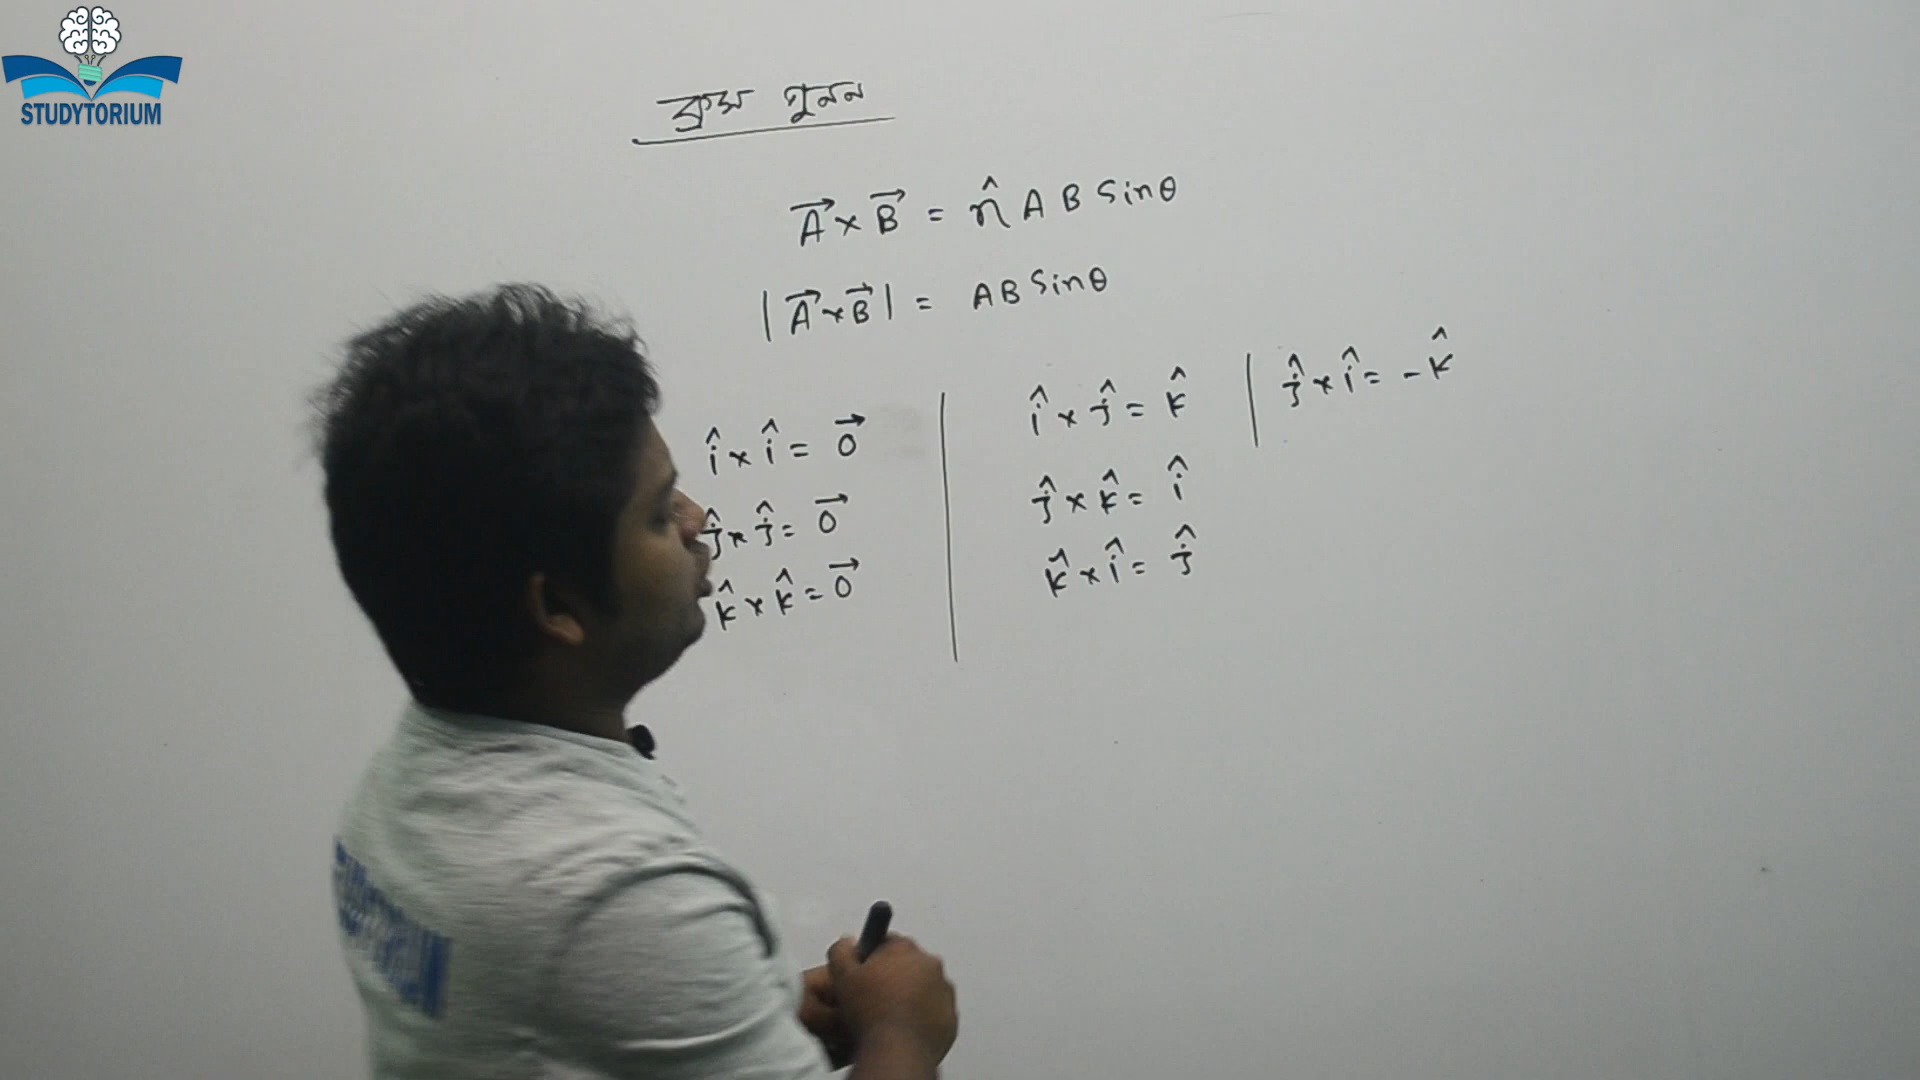 STUDYTORIUM
ক্রস গুনন
A⃗ × B⃗ = n̂ A B Sinθ
|A⃗ × B⃗| = AB Sinθ
î × î = 0⃗
ĵ × ĵ = 0⃗
k̂ × k̂ = 0⃗
î × ĵ = k̂
ĵ × k̂ = î
k̂ × î = ĵ
ĵ × î = - k̂